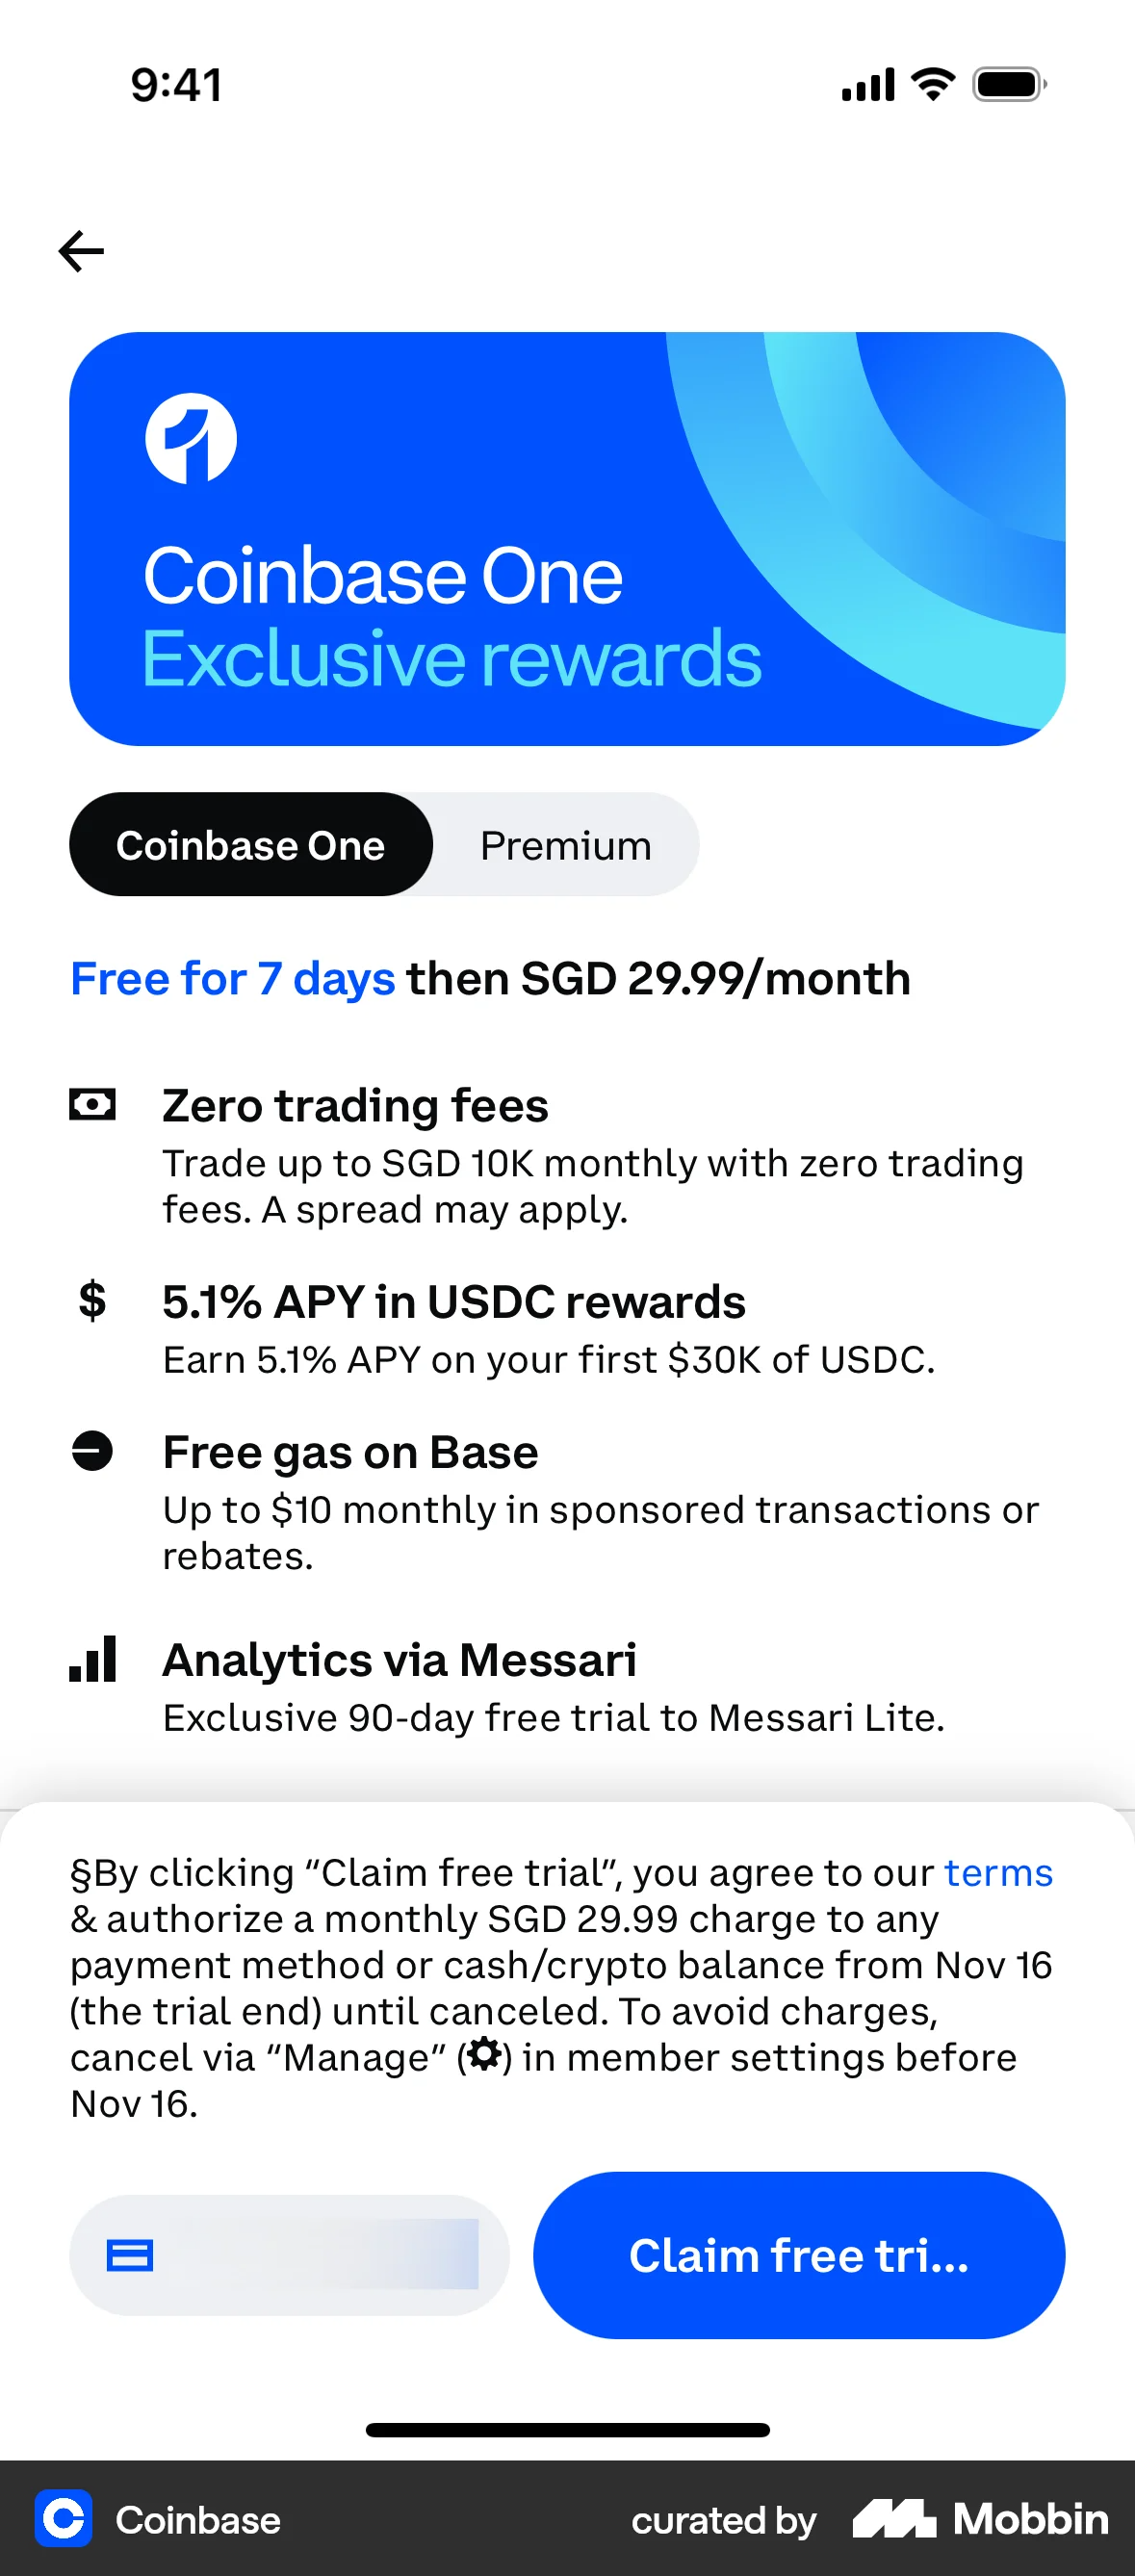 9:41
Coinbase One
Exclusive rewards
Coinbase One
Premium
Free for 7 days then SGD 29.99/month
Zero trading fees
Trade up to SGD 10K monthly with zero trading
fees. A spread may apply.
$
5.1% APY in USDC rewards
Earn 5.1% APY on your first $30K of USDC.
Free gas on Base
Up to $10 monthly in sponsored transactions or
rebates.
Analytics via Messari
Exclusive 90-day free trial to Messari Lite.
§By clicking “Claim free trial”, you agree to our terms
& authorize a monthly SGD 29.99 charge to any
payment method or cash/crypto balance from Nov 16
(the trial end) until canceled. To avoid charges,
cancel via “Manage” (⚙) in member settings before
Nov 16.
Claim free tri...
Coinbase
curated by
Mobbin